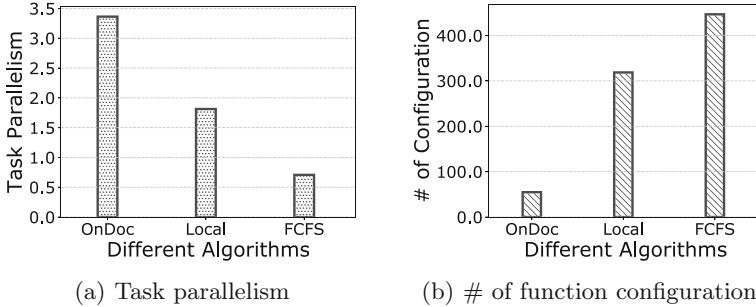 3.5
3.0
2.5
2.0
1.5
1.0
0.5
0.0
Task Parallelism
OnDoc Local FCFS
Different Algorithms
(a) Task parallelism
400.0
300.0
200.0
100.0
0.0
# of Configuration
OnDoc Local FCFS
Different Algorithms
(b) # of function configuration